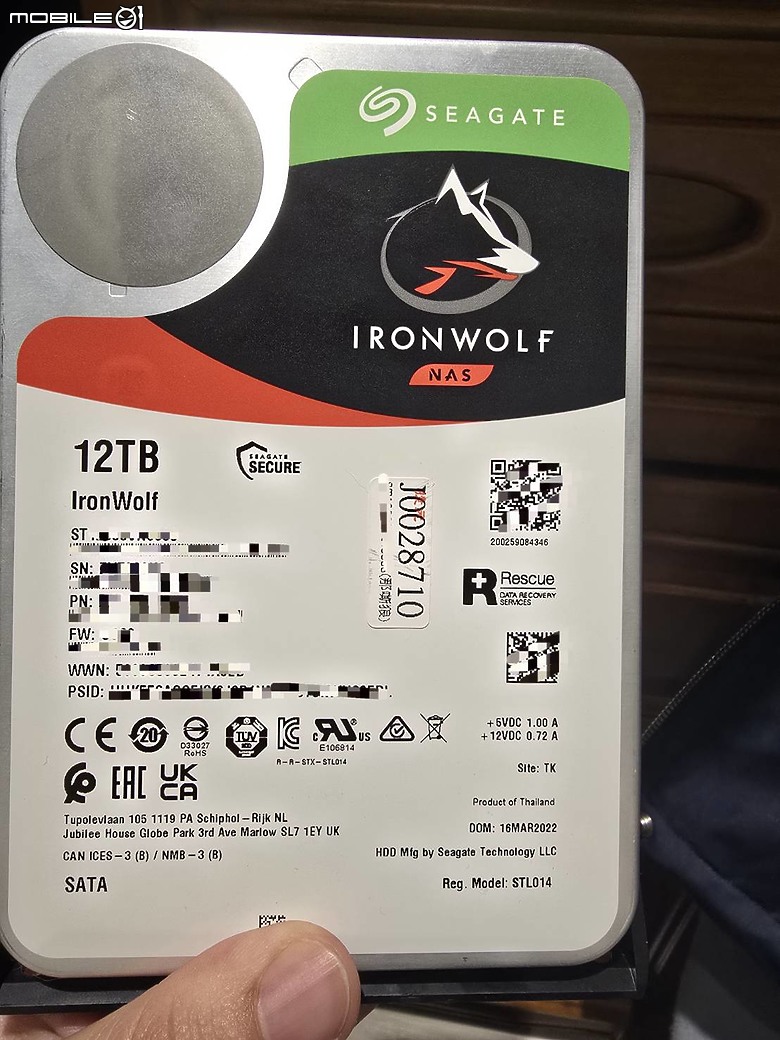 MOBILE01
SEAGATE
IRONWOLF
NAS
12TB
SEAGATE
SECURE
IronWolf
ST
SN:
PN:
FW:
WWN:
PSID:
J0028710
200259084346
Rescue
DATA RECOVERY
SERVICES
CE
20
D33027
RoHS
TÜV
E106814
c RU US
R-R-STX-STL014
EAC
UK
CA
+5VDC 1.00 A
+12VDC 0.72 A
Site: TK
Product of Thailand
Tupolevlaan 105 1119 PA Schiphol-Rijk NL
Jubilee House Globe Park 3rd Ave Marlow SL7 1EY UK
DOM: 16MAR2022
CAN ICES-3 (B) / NMB-3 (B)
HDD Mfg by Seagate Technology LLC
SATA
Reg. Model: STL014